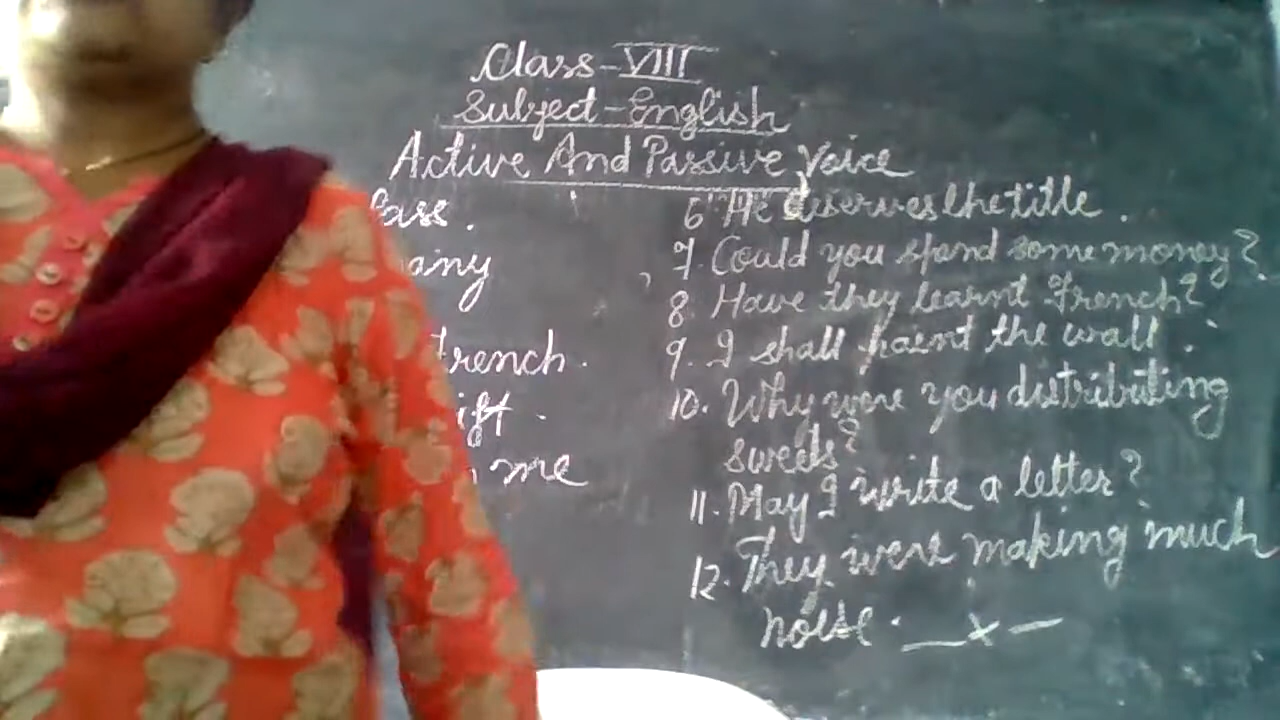 Class-VIII
Subject-English
Active And Passive Voice
French.
me
6 He deserves the title.
7. Could you spend some money?
8. Have they learnt French?
9. I shall paint the wall.
10. Why were you distributing
sweets?
11. May I write a letter?
12. They were making much
noise. —x—